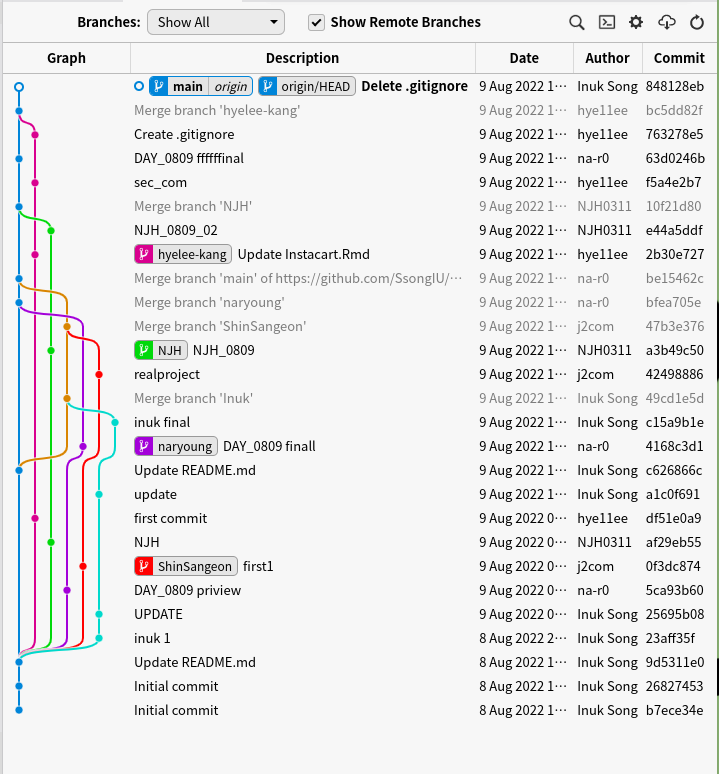 Branches: Show All Show Remote Branches
Graph Description Date Author Commit
main origin origin/HEAD Delete .gitignore 9 Aug 2022 1··· Inuk Song 848128eb
Merge branch 'hyelee-kang' 9 Aug 2022 1··· hye11ee bc5dd82f
Create .gitignore 9 Aug 2022 1··· hye11ee 763278e5
DAY_0809 ffffffinal 9 Aug 2022 1··· na-r0 63d0246b
sec_com 9 Aug 2022 1··· hye11ee f5a4e2b7
Merge branch 'NJH' 9 Aug 2022 1··· NJH0311 10f21d80
NJH_0809_02 9 Aug 2022 1··· NJH0311 e44a5ddf
hyelee-kang Update Instacart.Rmd 9 Aug 2022 1··· hye11ee 2b30e727
Merge branch 'main' of https://github.com/SsongIU/··· 9 Aug 2022 1··· na-r0 be15462c
Merge branch 'naryoung' 9 Aug 2022 1··· na-r0 bfea705e
Merge branch 'ShinSangeon' 9 Aug 2022 1··· j2com 47b3e376
NJH NJH_0809 9 Aug 2022 1··· NJH0311 a3b49c50
realproject 9 Aug 2022 1··· j2com 42498886
Merge branch 'Inuk' 9 Aug 2022 1··· Inuk Song 49cd1e5d
inuk final 9 Aug 2022 1··· Inuk Song c15a9b1e
naryoung DAY_0809 finall 9 Aug 2022 1··· na-r0 4168c3d1
Update README.md 9 Aug 2022 1··· Inuk Song c626866c
update 9 Aug 2022 1··· Inuk Song a1c0f691
first commit 9 Aug 2022 0··· hye11ee df51e0a9
NJH 9 Aug 2022 0··· NJH0311 af29eb55
ShinSangeon first1 9 Aug 2022 0··· j2com 0f3dc874
DAY_0809 priview 9 Aug 2022 0··· na-r0 5ca93b60
UPDATE 9 Aug 2022 0··· Inuk Song 25695b08
inuk 1 8 Aug 2022 2··· Inuk Song 23aff35f
Update README.md 8 Aug 2022 1··· Inuk Song 9d5311e0
Initial commit 8 Aug 2022 1··· Inuk Song 26827453
Initial commit 8 Aug 2022 1··· Inuk Song b7ece34e